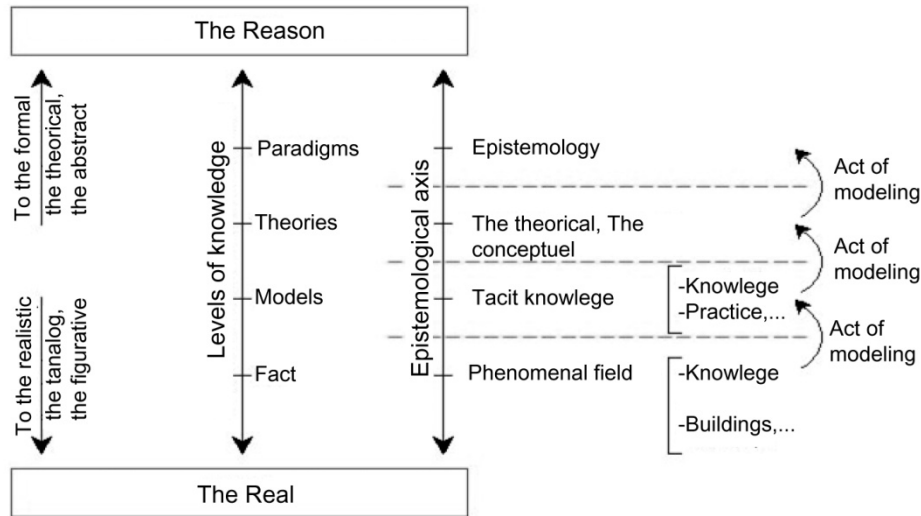 The Reason
To the formal
the theorical,
the abstract
To the realistic
the tanalog,
the figurative
Levels of knowledge
Paradigms
Theories
Models
Fact
Epistemological axis
Epistemology
The theorical, The
conceptuel
Tacit knowlege
-Knowlege
-Practice,...
Phenomenal field
-Knowlege
-Buildings,...
Act of
modeling
Act of
modeling
Act of
modeling
The Real